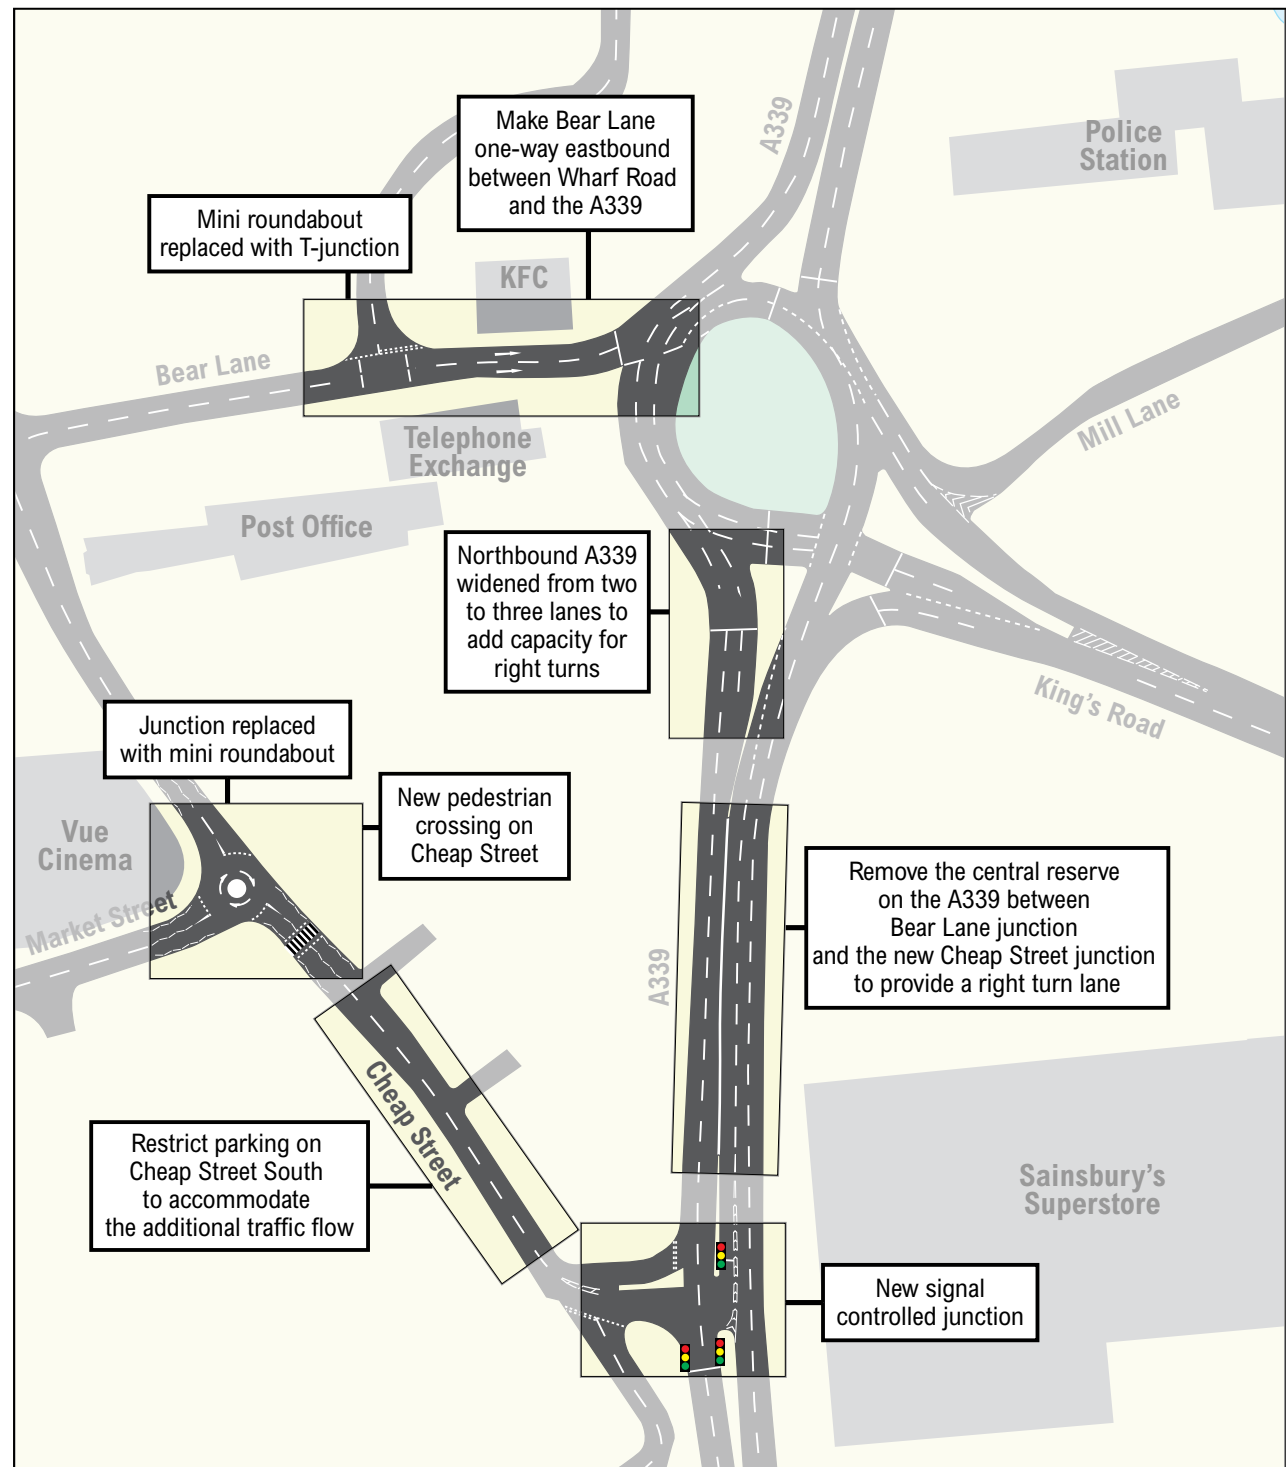 A339
Police
Station
Make Bear Lane
one-way eastbound
between Wharf Road
and the A339
Mini roundabout
replaced with T-junction
KFC
Bear Lane
Mill Lane
Telephone
Exchange
Post Office
Northbound A339
widened from two
to three lanes to
add capacity for
right turns
King's Road
Junction replaced
with mini roundabout
New pedestrian
crossing on
Cheap Street
Vue
Cinema
Market Street
Remove the central reserve
on the A339 between
Bear Lane junction
and the new Cheap Street junction
to provide a right turn lane
A339
Cheap Street
Restrict parking on
Cheap Street South
to accommodate
the additional traffic flow
Sainsbury's
Superstore
New signal
controlled junction